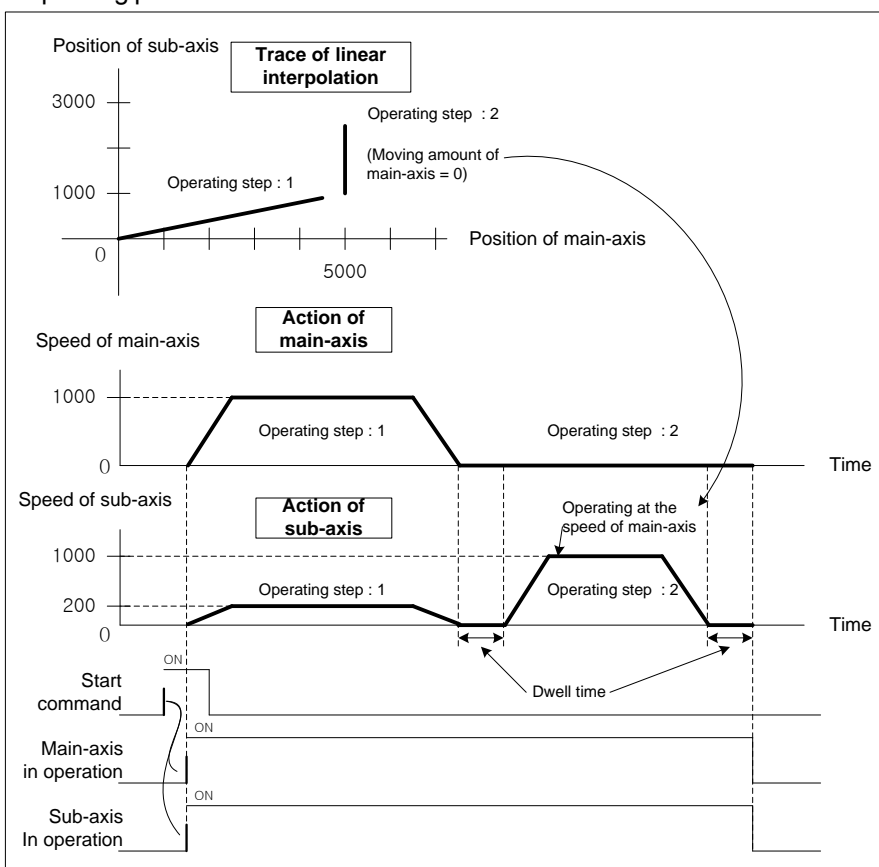 Position of sub-axis
Trace of linear
interpolation
3000
Operating step : 2
(Moving amount of
main-axis = 0)
Operating step : 1
1000
Position of main-axis
0
5000
Action of
main-axis
Speed of main-axis
1000
Operating step : 1
Operating step : 2
0
Time
Speed of sub-axis
Action of
sub-axis
Operating at the
speed of main-axis
1000
Operating step : 1
Operating step : 2
200
0
Time
ON
Dwell time
Start
command
ON
Main-axis
in operation
ON
Sub-axis
In operation